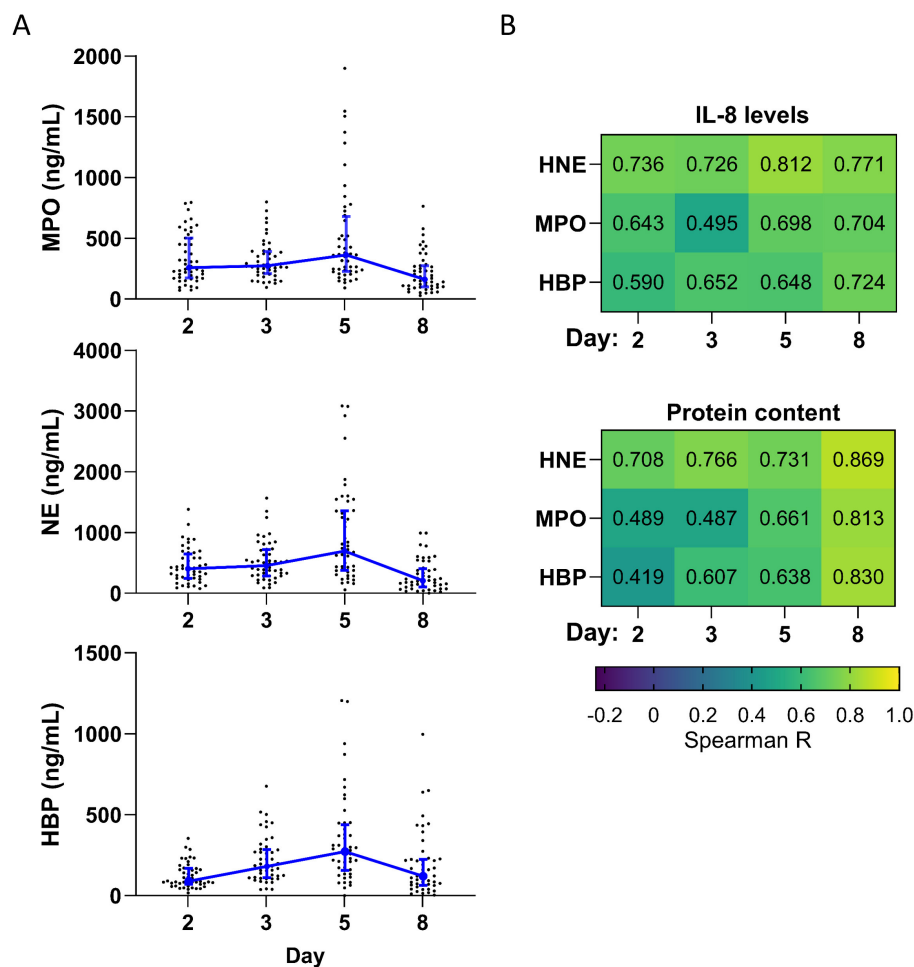 A
MPO (ng/mL)
2000
1500
1000
500
0
2 3 5 8
NE (ng/mL)
4000
3000
2000
1000
0
2 3 5 8
HBP (ng/mL)
1500
1000
500
0
2 3 5 8
Day
B
IL-8 levels
HNE 0.736 0.726 0.812 0.771
MPO 0.643 0.495 0.698 0.704
HBP 0.590 0.652 0.648 0.724
Day: 2 3 5 8
Protein content
HNE 0.708 0.766 0.731 0.869
MPO 0.489 0.487 0.661 0.813
HBP 0.419 0.607 0.638 0.830
Day: 2 3 5 8
-0.2 0 0.2 0.4 0.6 0.8 1.0
Spearman R